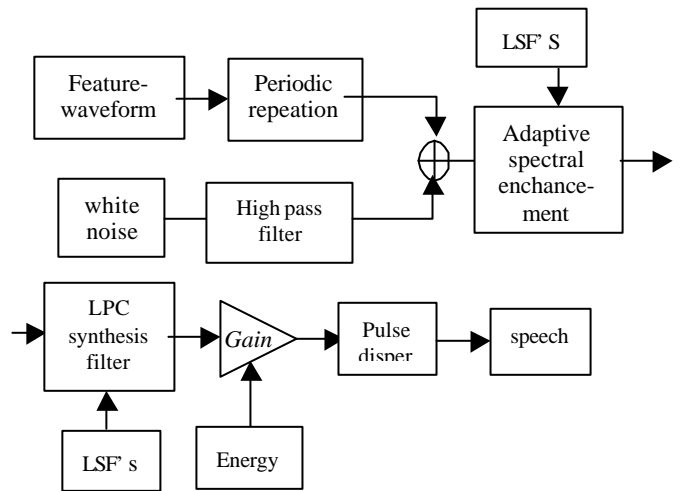 LSF' S
Feature-
waveform
Periodic
repeation
Adaptive
spectral
enchance-
ment
white
noise
High pass
filter
LPC
synthesis
filter
Gain
Pulse
disper
speech
LSF' s
Energy